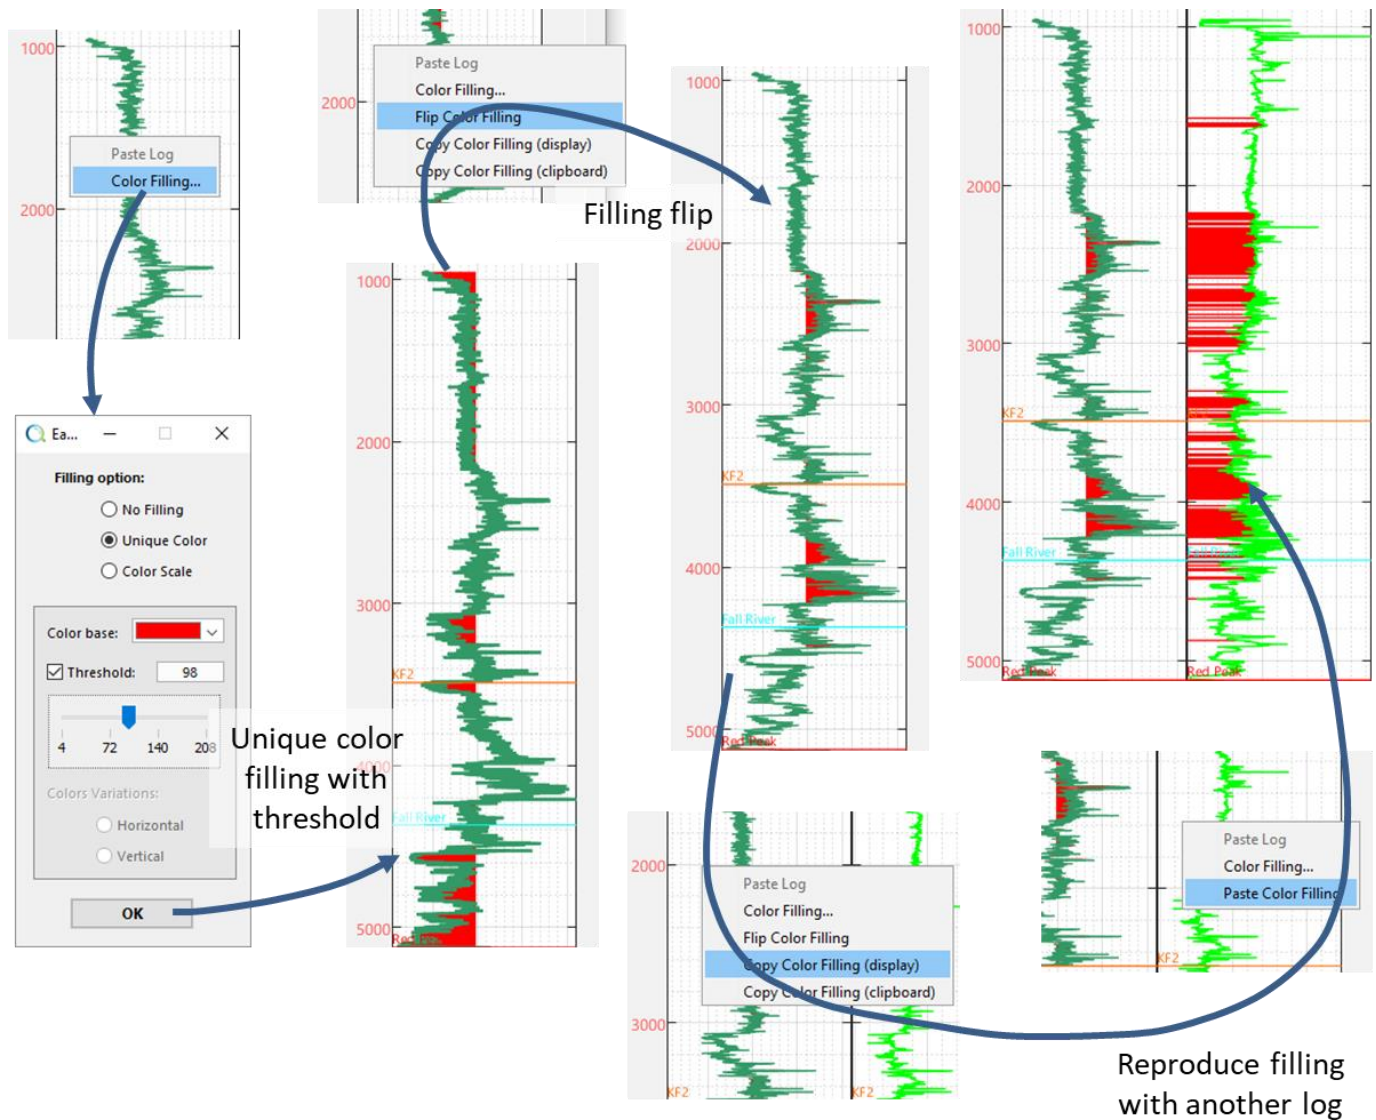 1000
Paste Log
Color Filling...
2000
Ea...
Filling option:
No Filling
Unique Color
Color Scale
Color base:
Threshold: 98
4 72 140 208
Colors Variations:
Horizontal
Vertical
OK
Unique color
filling with
threshold
Paste Log
Color Filling...
Flip Color Filling
Copy Color Filling (display)
Copy Color Filling (clipboard)
2000
Filling flip
1000
2000
3000
KF2
4000
Fall River
5000
Red Peak
1000
2000
3000
KF2
4000
Fall River
5000
Red Peak
2000
Paste Log
Color Filling...
Flip Color Filling
Copy Color Filling (display)
Copy Color Filling (clipboard)
3000
KF2 KF2
1000
2000
3000
KF2
4000
Fall River Fall River
5000
Red Peak Red Peak
Paste Log
Color Filling...
Paste Color Filling
KF2
Reproduce filling
with another log